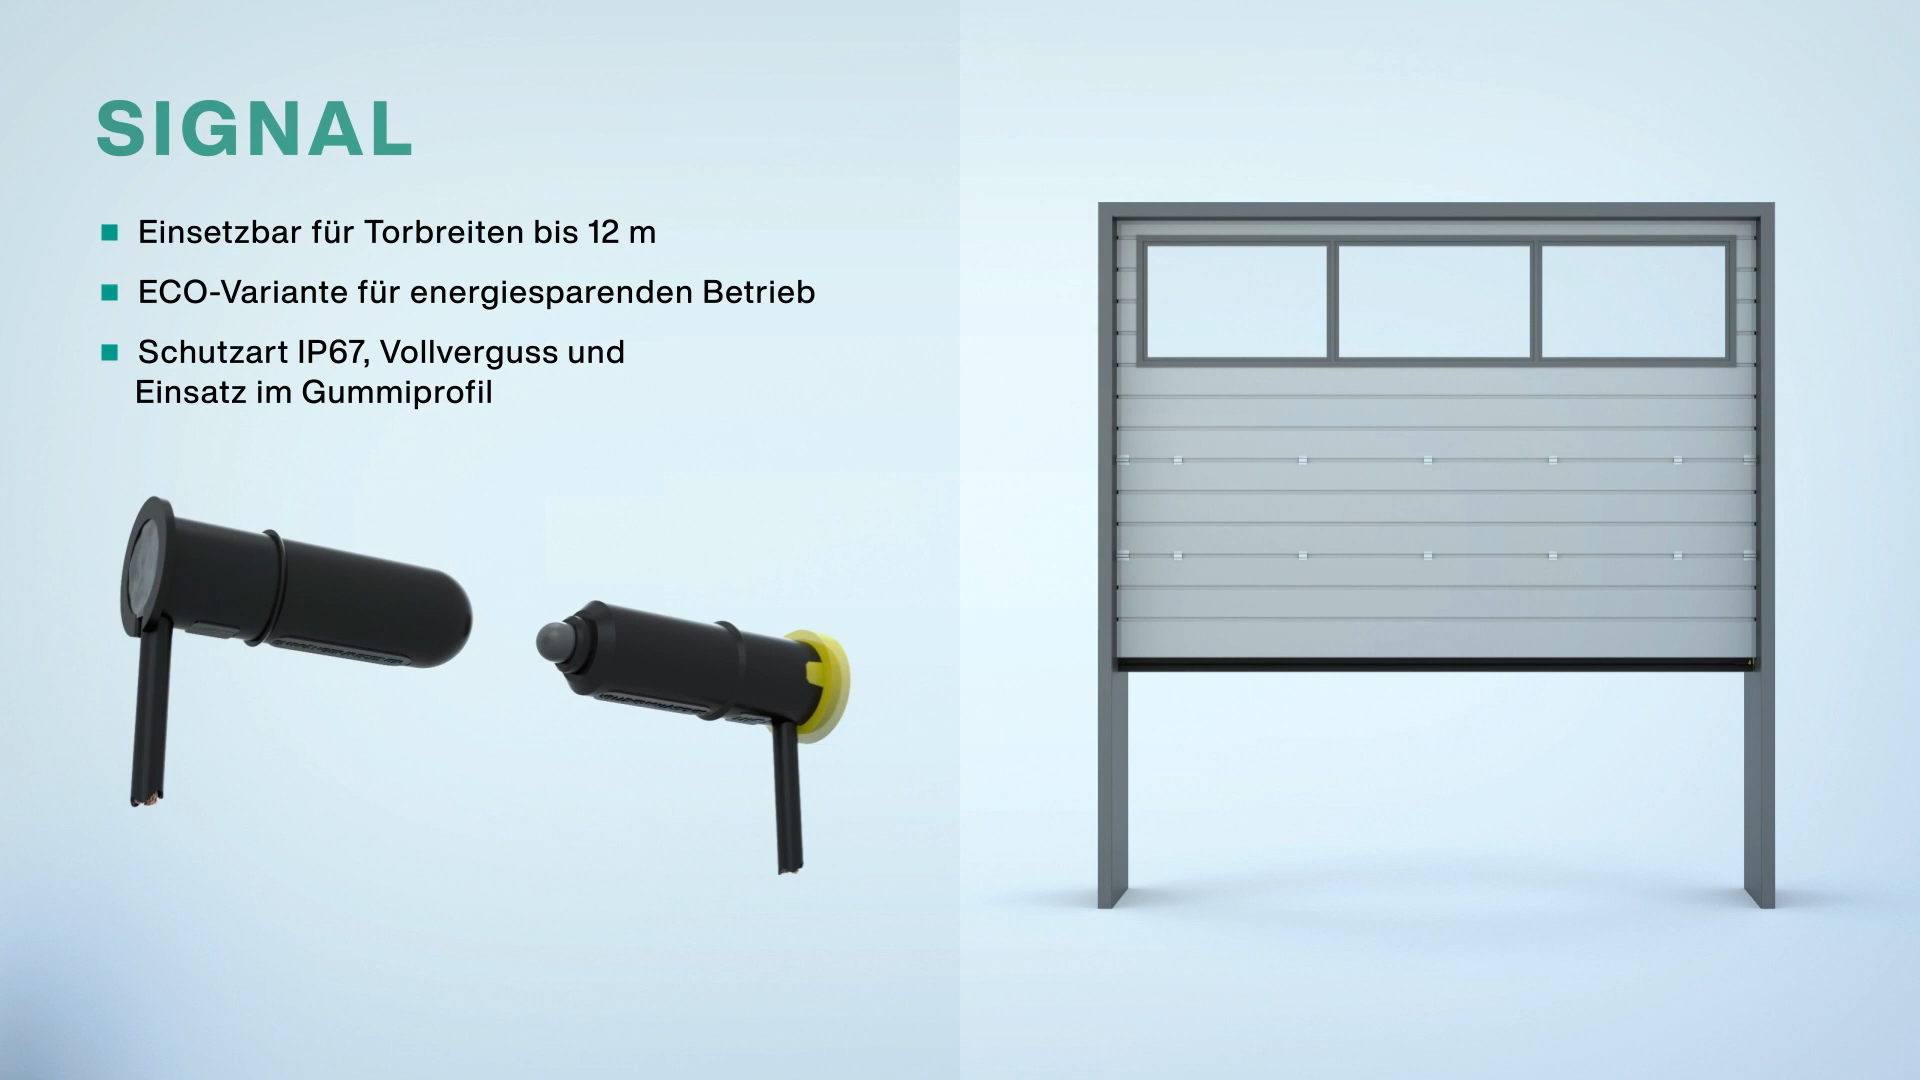 SIGNAL
Einsetzbar für Torbreiten bis 12 m
ECO-Variante für energiesparenden Betrieb
Schutzart IP67, Vollverguss und
Einsatz im Gummiprofil